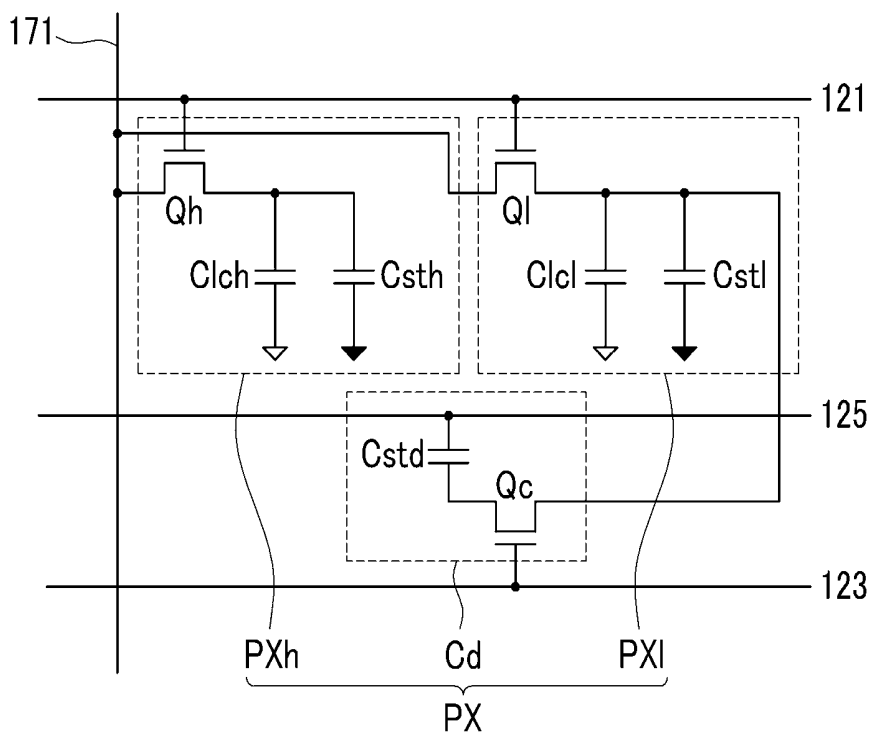 171
121
Qh
Ql
Clch
Csth
Clcl
Cstl
125
Cstd
Qc
123
PXh
Cd
PXl
PX